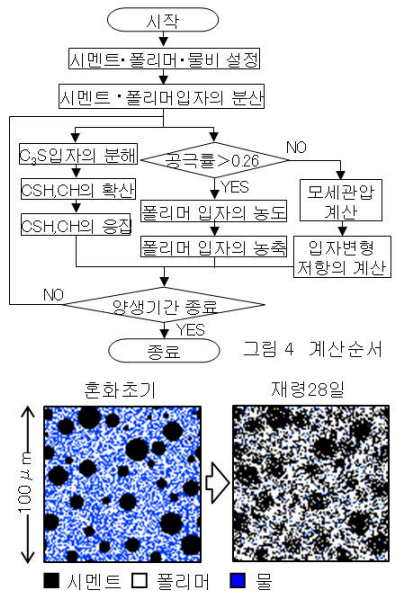 시작
시멘트·폴리머·물비 설정
시멘트·폴리머입자의 분산
C₃S입자의 분해
공극률>0.26
NO
YES
CSH,CH의 확산
폴리머 입자의 농도
모세관압
계산
CSH,CH의 응집
폴리머 입자의 농축
입자변형
저항의 계산
NO
양생기간 종료
YES
종료
그림 4 계산순서
혼화초기
재령28일
100μm
시멘트 폴리머 물